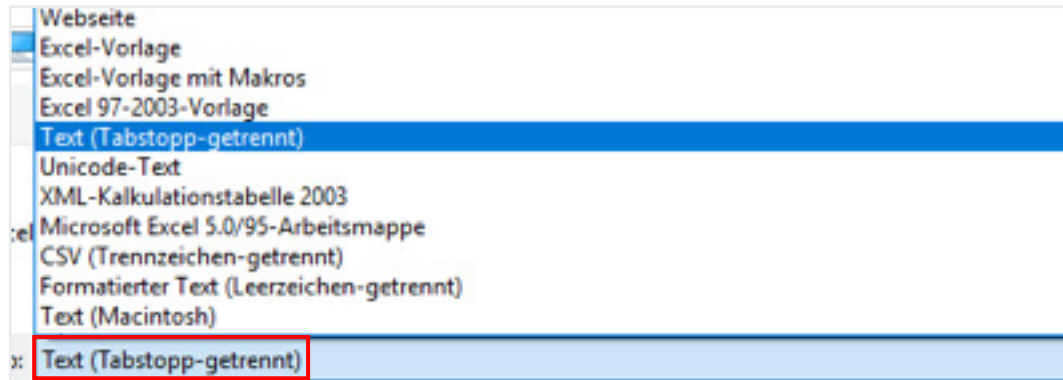 Webseite
Excel-Vorlage
Excel-Vorlage mit Makros
Excel 97-2003-Vorlage
Text (Tabstopp-getrennt)
Unicode-Text
XML-Kalkulationstabelle 2003
Microsoft Excel 5.0/95-Arbeitsmappe
CSV (Trennzeichen-getrennt)
Formatierter Text (Leerzeichen-getrennt)
Text (Macintosh)
Text (Tabstopp-getrennt)